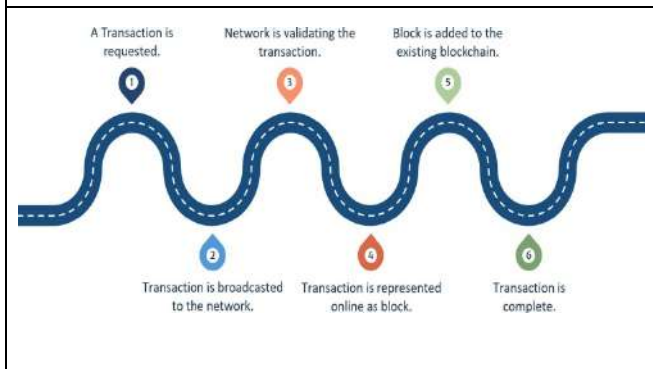 A Transaction is
requested.
1
Network is validating the
transaction.
3
Block is added to the
existing blockchain.
5
2
Transaction is broadcasted
to the network.
4
Transaction is represented
online as block.
6
Transaction is
complete.